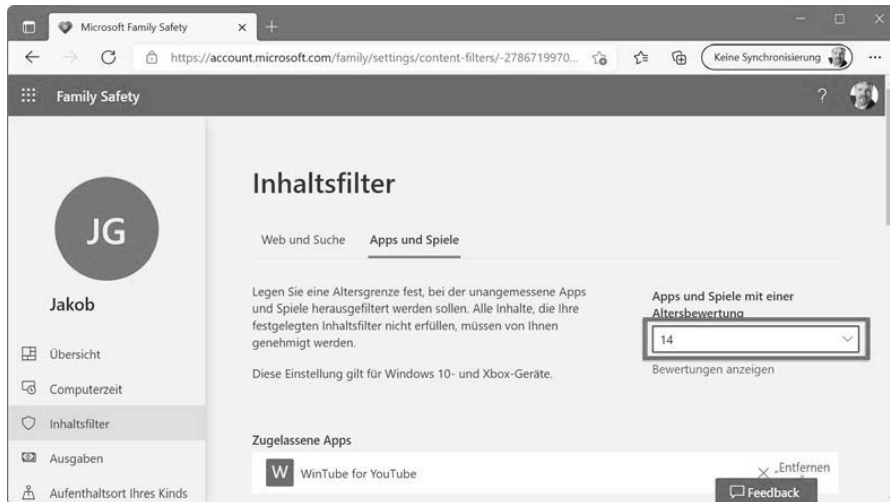 Microsoft Family Safety
https://account.microsoft.com/family/settings/content-filters/-2786719970...
Keine Synchronisierung
Family Safety
?
JG
Jakob
Übersicht
Computerzeit
Inhaltsfilter
Ausgaben
Aufenthaltsort Ihres Kinds
Inhaltsfilter
Web und Suche
Apps und Spiele
Legen Sie eine Altersgrenze fest, bei der unangemessene Apps
und Spiele herausgefiltert werden sollen. Alle Inhalte, die Ihre
festgelegten Inhaltsfilter nicht erfüllen, müssen von Ihnen
genehmigt werden.
Diese Einstellung gilt für Windows 10- und Xbox-Geräte.
Apps und Spiele mit einer
Altersbewertung
14
Bewertungen anzeigen
Zugelassene Apps
W
WinTube for YouTube
„Entfernen
Feedback